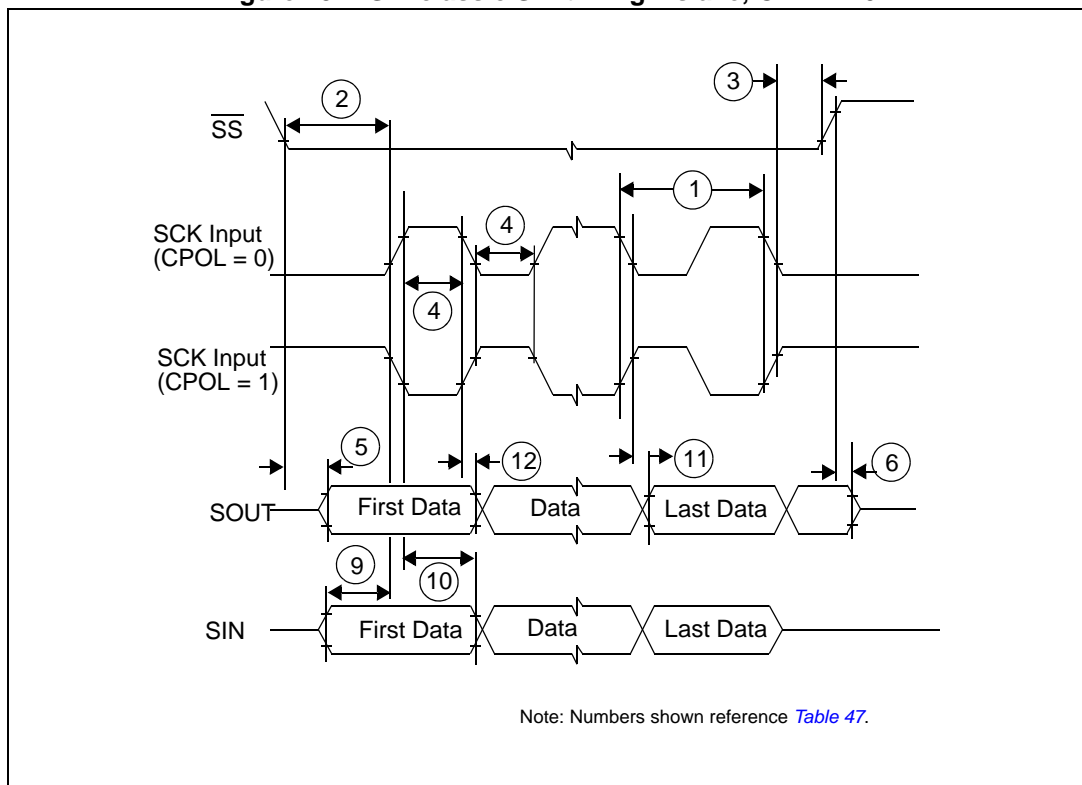 3
2
SS
1
SCK Input
(CPOL = 0)
4
4
SCK Input
(CPOL = 1)
5
12
11
6
SOUT
First Data
Data
Last Data
9
10
SIN
First Data
Data
Last Data
Note: Numbers shown reference Table 47.